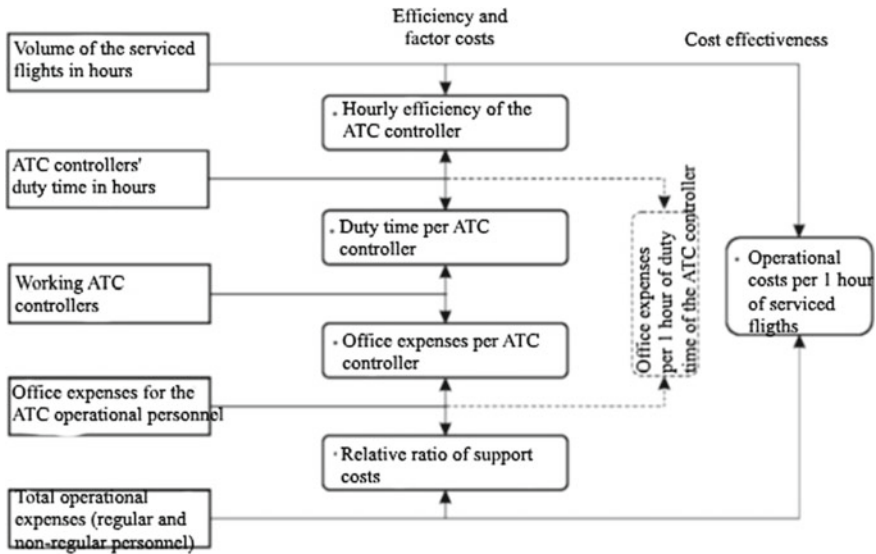 Efficiency and
factor costs
Cost effectiveness
Volume of the serviced
flights in hours
• Hourly efficiency of the
ATC controller
ATC controllers'
duty time in hours
• Duty time per ATC
controller
Office expenses
per 1 hour of duty
time of the ATC controller
• Operational
costs per 1 hour
of serviced
fligths
Working ATC
controllers
• Office expenses per ATC
controller
Office expenses for the
ATC operational personnel
• Relative ratio of support
costs
Total operational
expenses (regular and
non-regular personnel)